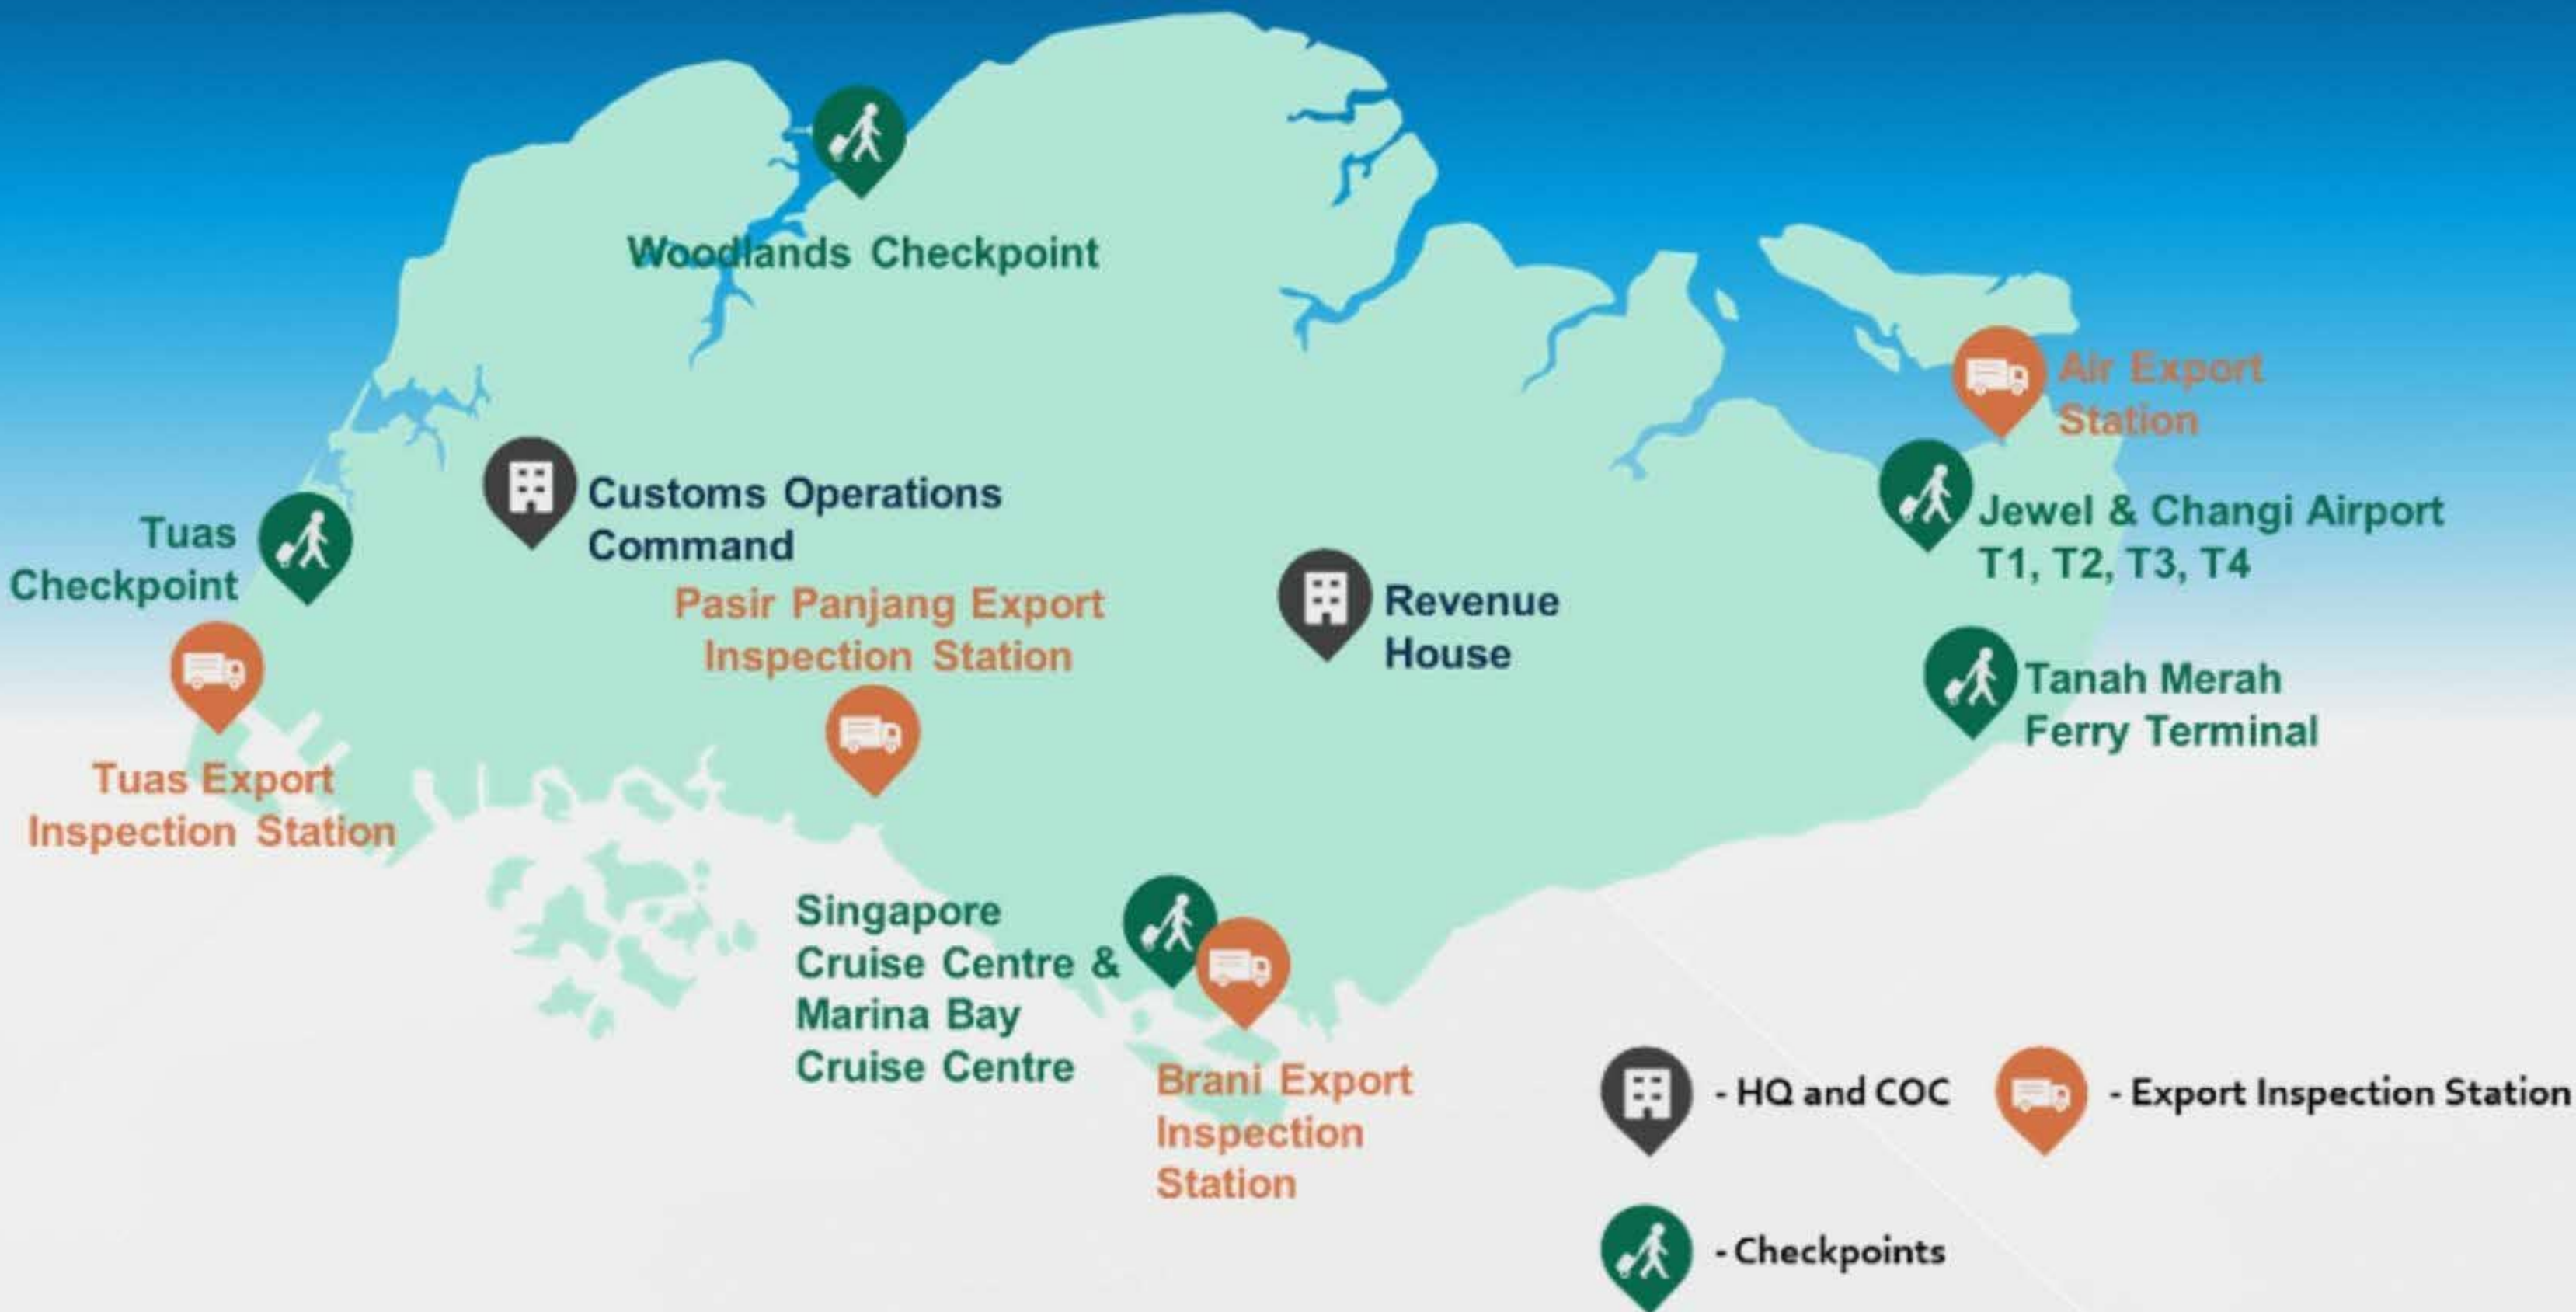 Woodlands Checkpoint
Air Export
Station
Customs Operations
Command
Tuas
Checkpoint
Jewel & Changi Airport
T1, T2, T3, T4
Pasir Panjang Export
Inspection Station
Revenue
House
Tanah Merah
Ferry Terminal
Tuas Export
Inspection Station
Singapore
Cruise Centre &
Marina Bay
Cruise Centre
Brani Export
Inspection
Station
- HQ and COC
- Export Inspection Station
- Checkpoints